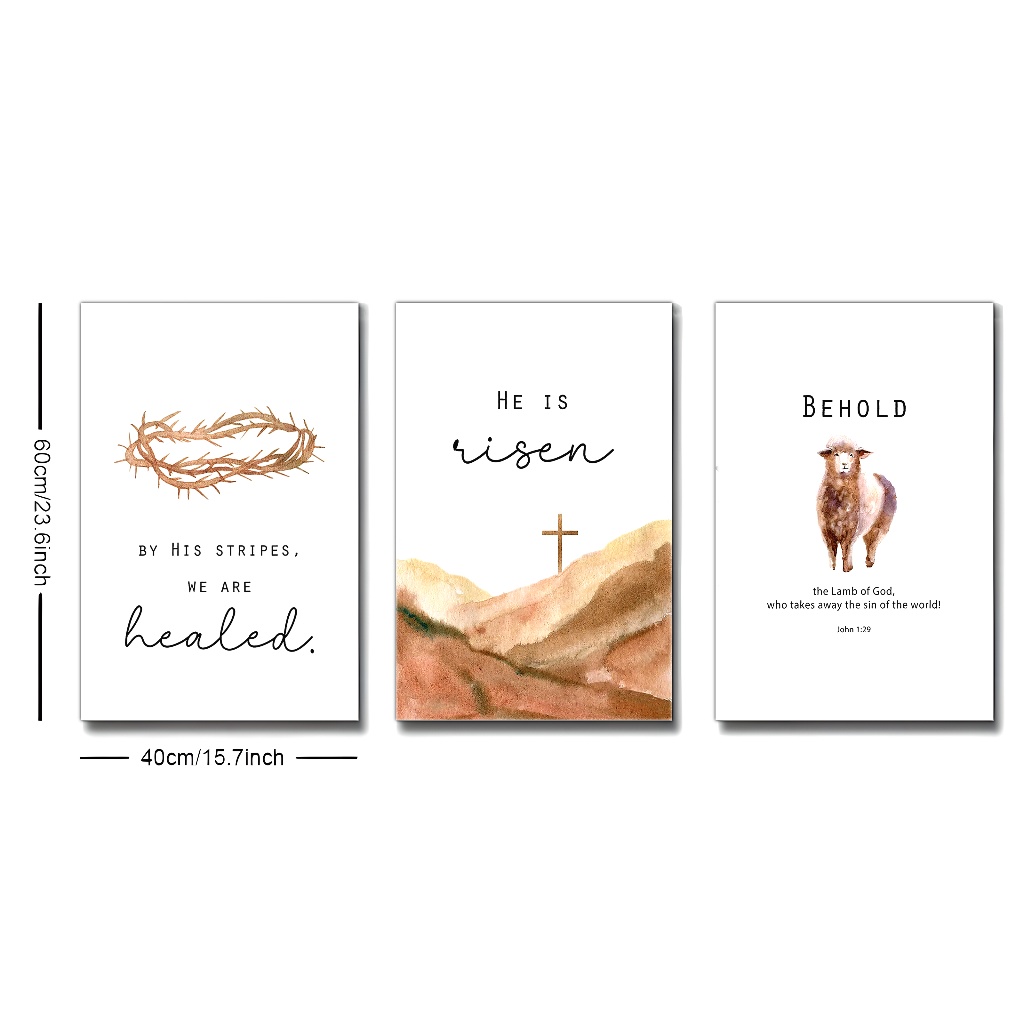 60cm/23.6inch
by His stripes,
we are
healed.
He is
risen
Behold
the Lamb of God,
who takes away the sin of the world!
John 1:29
40cm/15.7inch